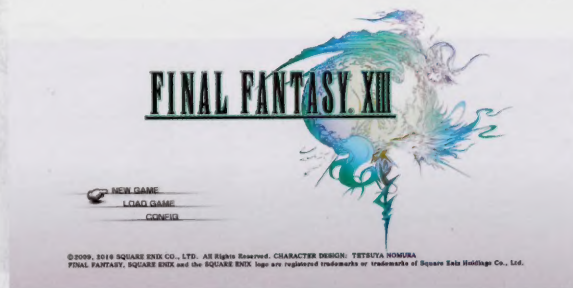 FINAL FANTASY XIII
NEW GAME
LOAD GAME
CONFIG
©2009, 2010 SQUARE ENIX CO., LTD. All Rights Reserved. CHARACTER DESIGN: TETSUYA NOMURA
FINAL FANTASY, SQUARE ENIX and the SQUARE ENIX logo are registered trademarks or trademarks of Square Enix Holdings Co., Ltd.